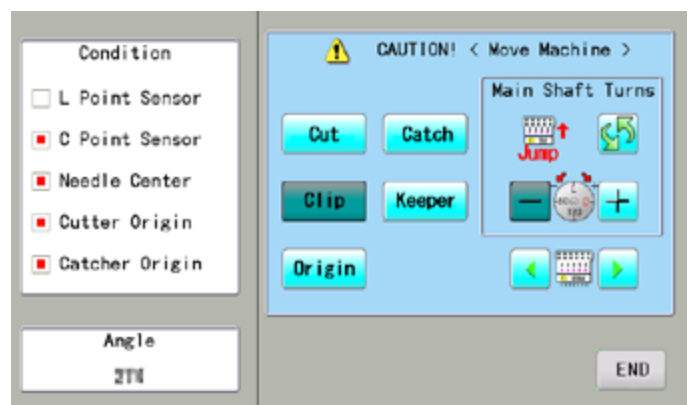 Condition
L Point Sensor
C Point Sensor
Needle Center
Cutter Origin
Catcher Origin
Angle
CAUTION! < Move Machine >
Main Shaft Turns
Cut
Catch
Jump
Clip
Keeper
L
Origin
END